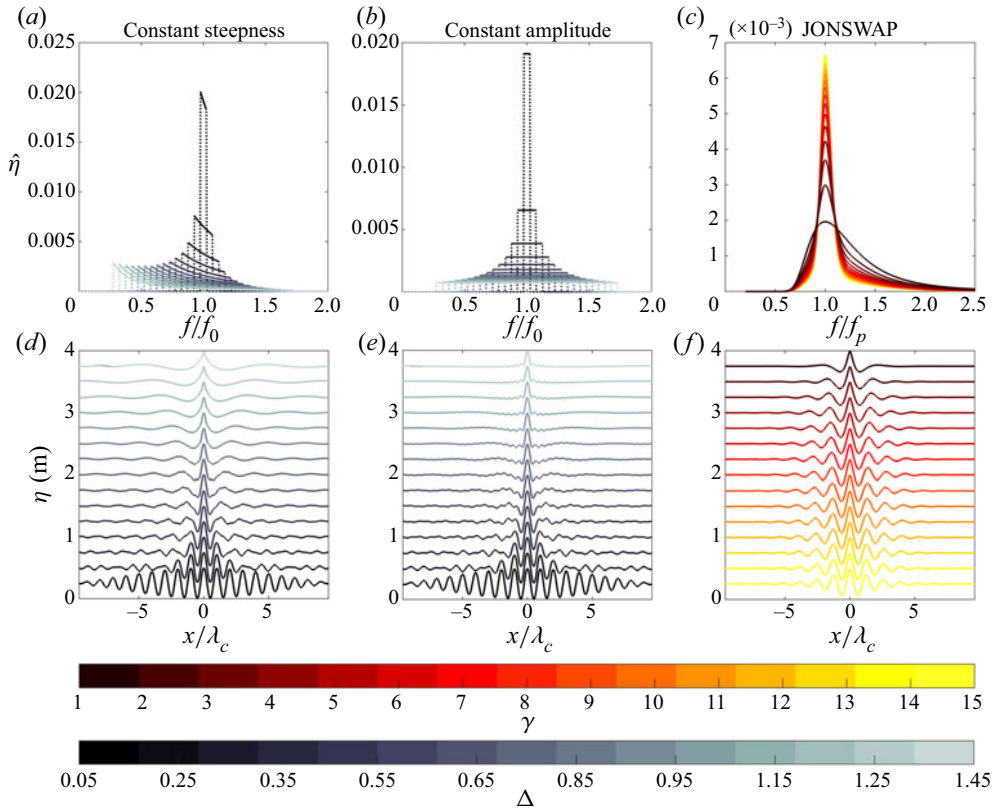 (a) (b) (c)
Constant steepness Constant amplitude (×10⁻³) JONSWAP
0.025 0.020 7
0.020 0.015 6
0.015 0.010 5
0.010 0.005 4
0.005 3
2
1
η̂
0 0.5 1.0 1.5 2.0 0 0.5 1.0 1.5 2.0 0.5 1.0 1.5 2.0 2.5
f/f₀ f/f₀ f/fₚ
(d) (e) (f)
4 4 4
3 3 3
2 2 2
1 1 1
0 0 0
η (m)
−5 0 5 −5 0 5 −5 0 5
x/λ_c x/λ_c x/λ_c
1 2 3 4 5 6 7 8 9 10 11 12 13 14 15
γ
0.05 0.25 0.35 0.55 0.65 0.85 0.95 1.15 1.25 1.45
Δ